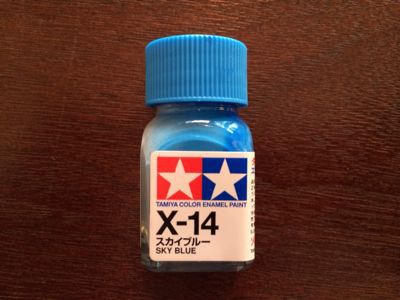 TAMIYA COLOR ENAMEL PAINT
X-14
スカイブルー
SKY BLUE